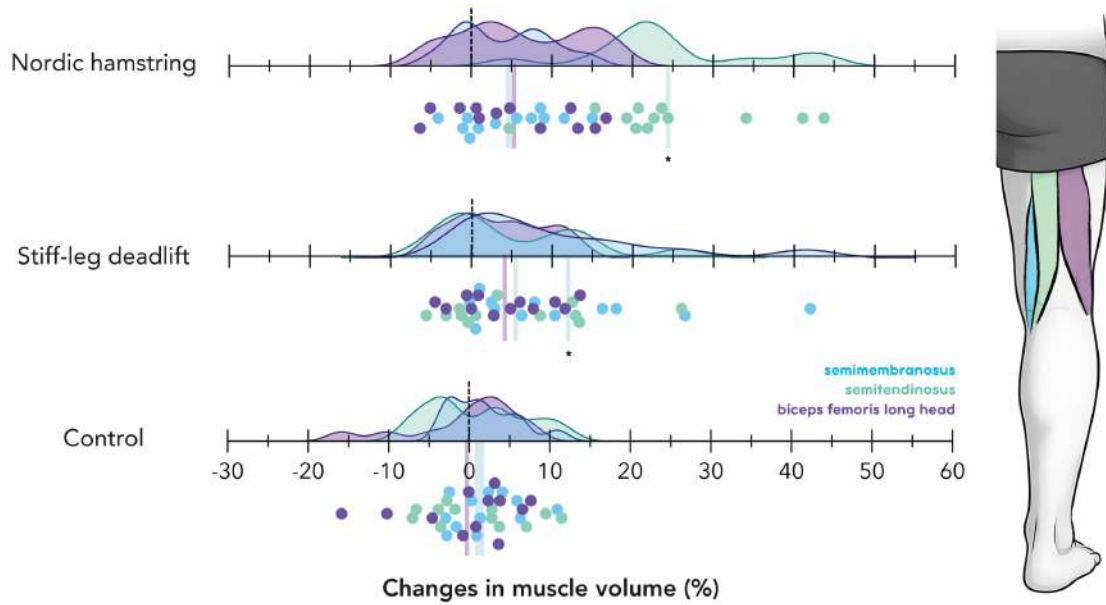 Nordic hamstring
*
Stiff-leg deadlift
*
semimembranosus
semitendinosus
biceps femoris long head
Control
-30 -20 -10 0 10 20 30 40 50 60
Changes in muscle volume (%)